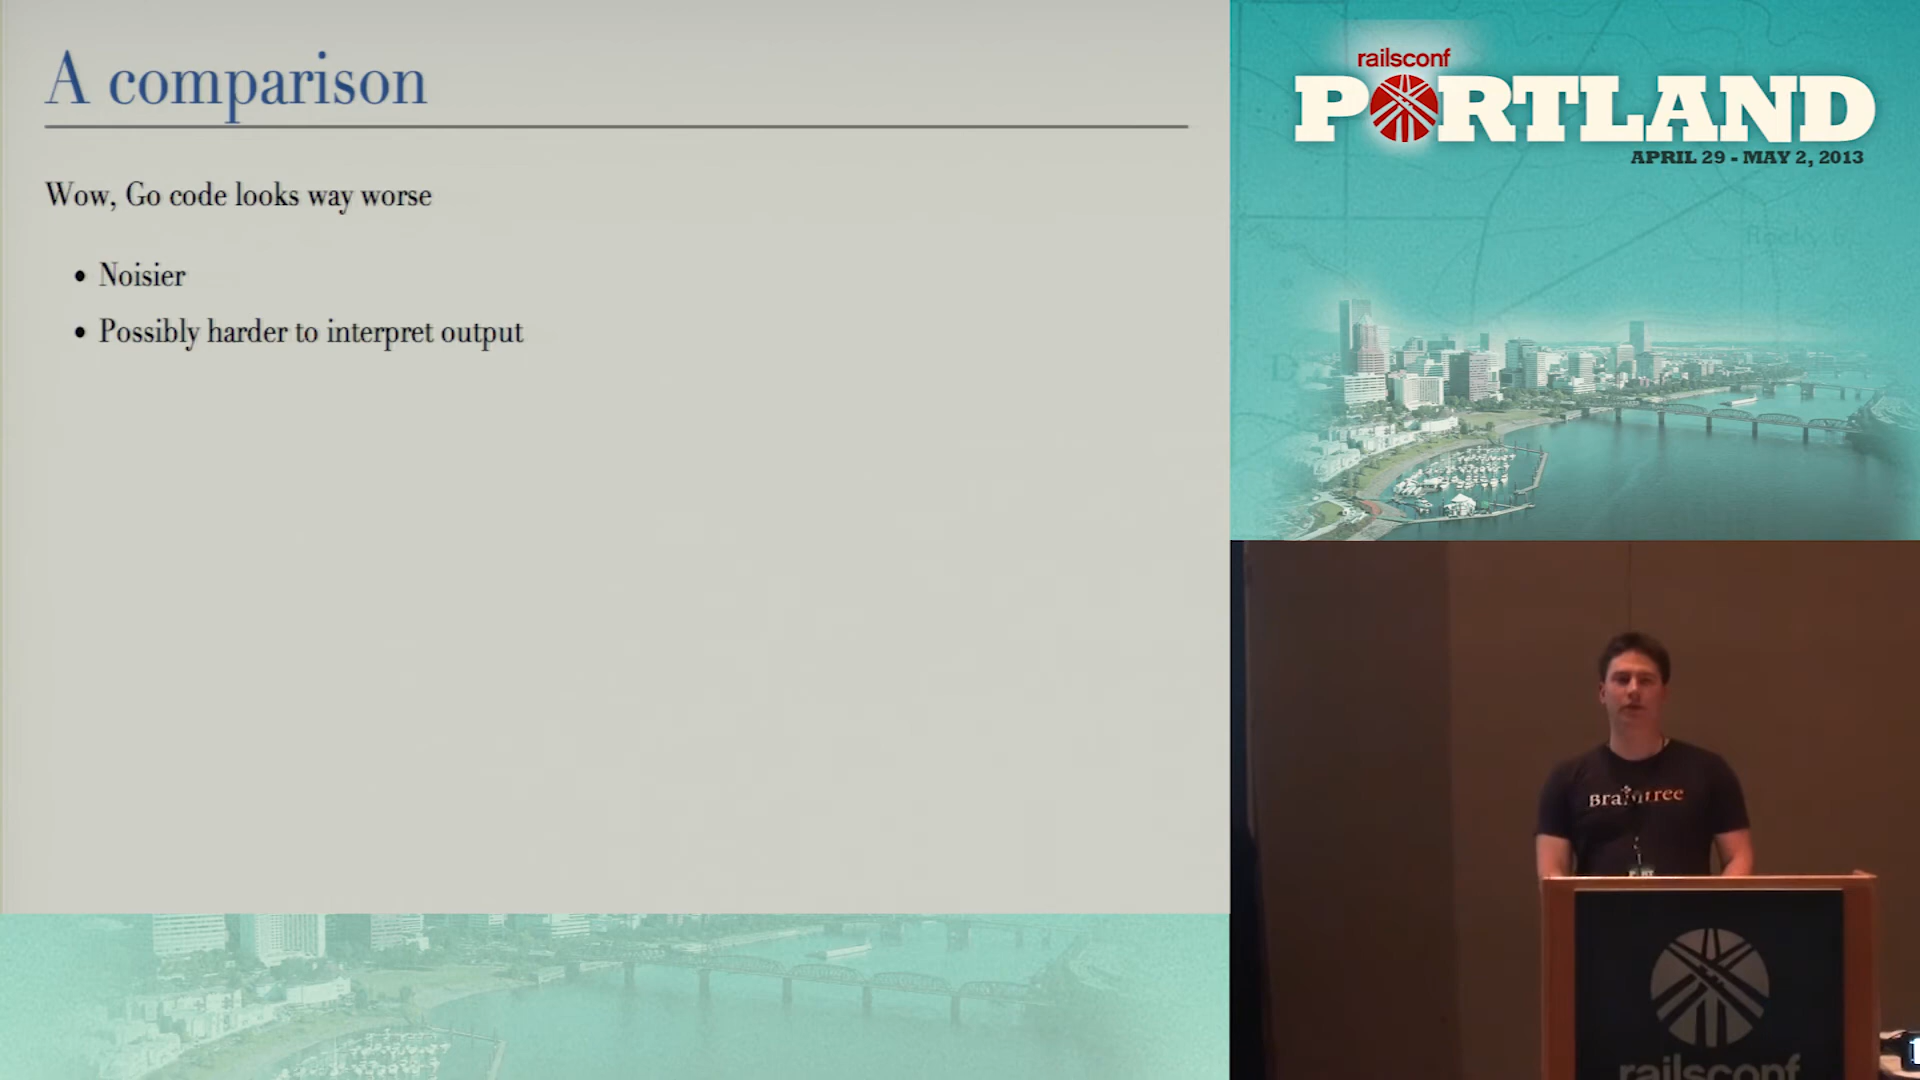 A comparison
Wow, Go code looks way worse
• Noisier
• Possibly harder to interpret output
railsconf
PORTLAND
APRIL 29 - MAY 2, 2013
Braintree
railsconf